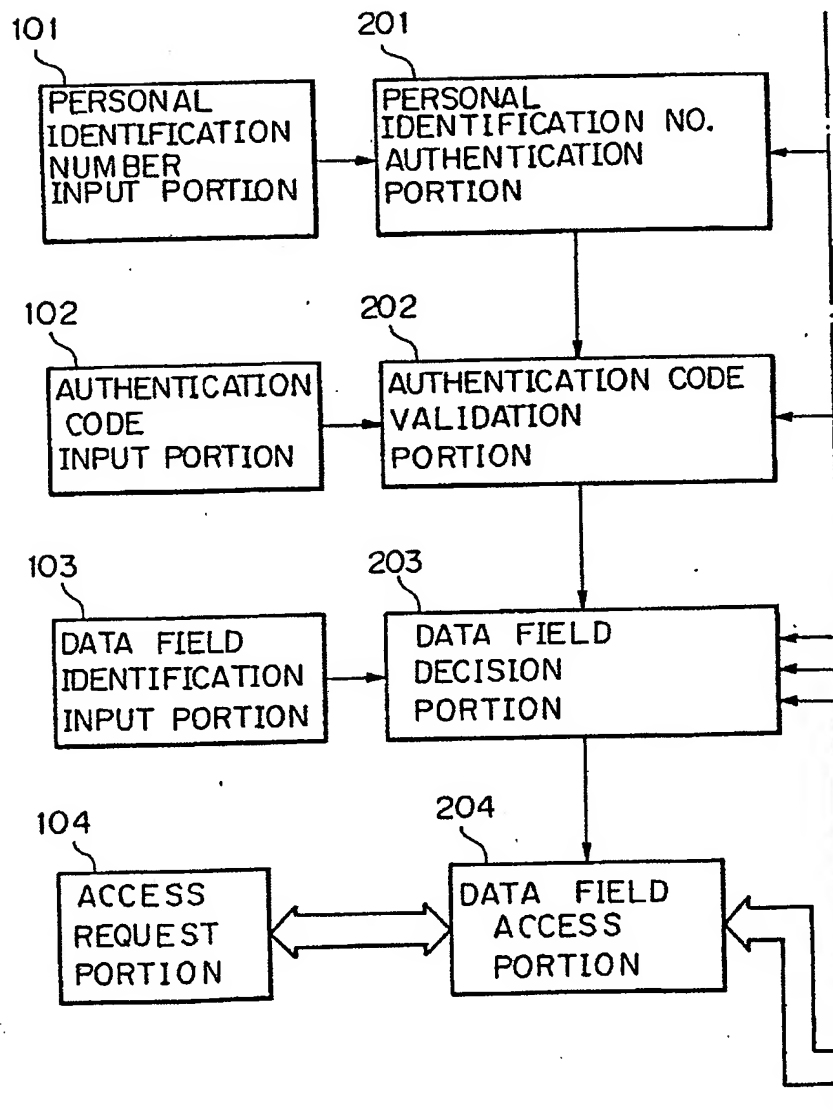 101
PERSONAL
IDENTIFICATION
NUMBER
INPUT PORTION
201
PERSONAL
IDENTIFICATION NO.
AUTHENTICATION
PORTION
102
AUTHENTICATION
CODE
INPUT PORTION
202
AUTHENTICATION CODE
VALIDATION
PORTION
103
DATA FIELD
IDENTIFICATION
INPUT PORTION
203
DATA FIELD
DECISION
PORTION
104
ACCESS
REQUEST
PORTION
204
DATA FIELD
ACCESS
PORTION